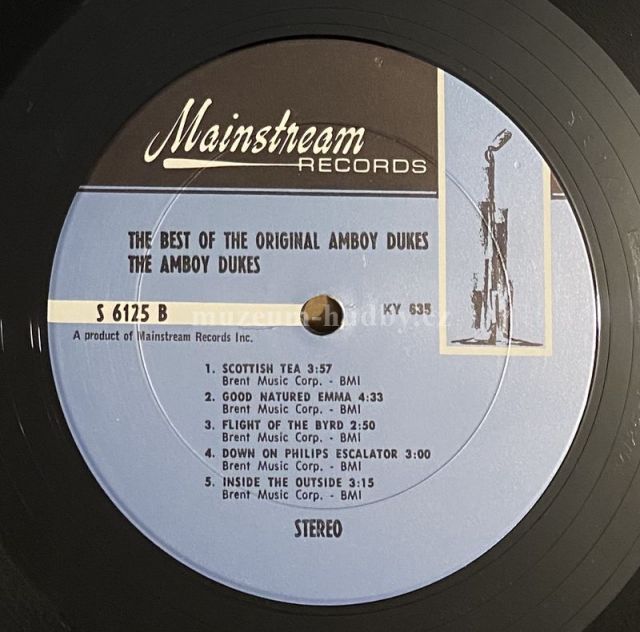 Mainstream
RECORDS
THE BEST OF THE ORIGINAL AMBOY DUKES
THE AMBOY DUKES
S 6125 B
KY 635
muzeum-hudby.cz
A product of Mainstream Records Inc.
1. SCOTTISH TEA 3:57
Brent Music Corp. - BMI
2. GOOD NATURED EMMA 4:33
Brent Music Corp. - BMI
3. FLIGHT OF THE BYRD 2:50
Brent Music Corp. - BMI
4. DOWN ON PHILIPS ESCALATOR 3:00
Brent Music Corp. - BMI
5. INSIDE THE OUTSIDE 3:15
Brent Music Corp. - BMI
STEREO